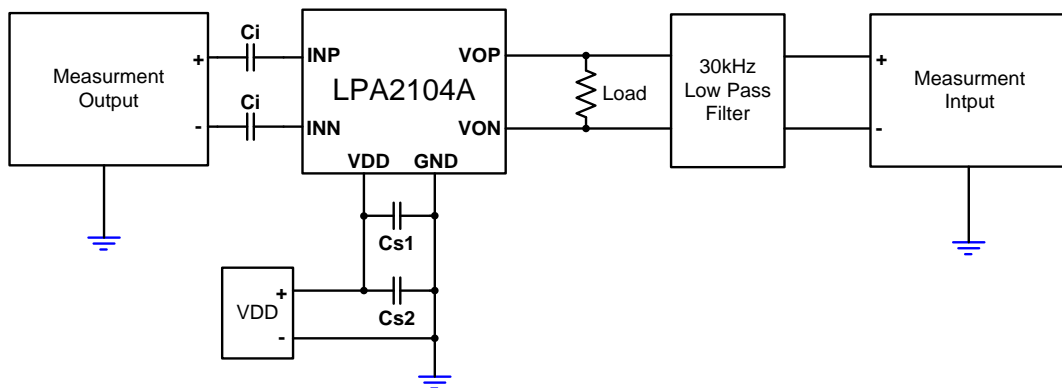 Measurment
Output
+
-
Ci
Ci
INP
INN
LPA2104A
VOP
VON
VDD
GND
Load
30kHz
Low Pass
Filter
+
-
Measurment
Intput
Cs1
Cs2
VDD
+
-